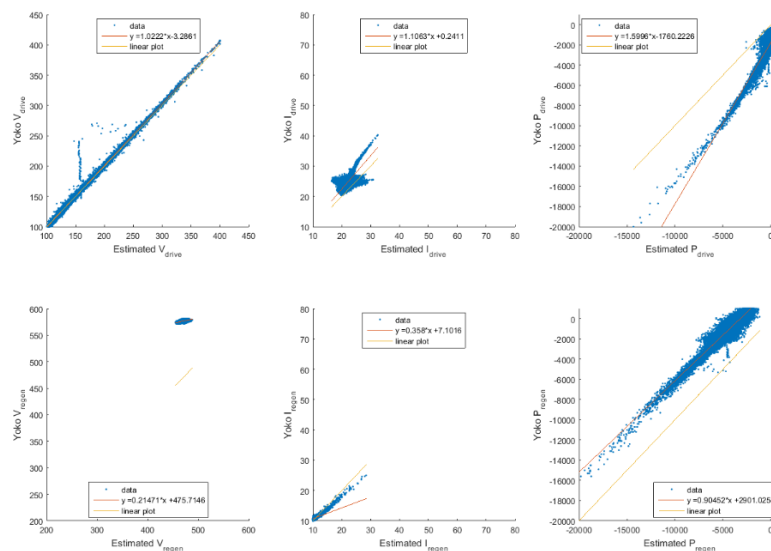 450
400
350
300
250
200
150
100
100 150 200 250 300 350 400 450
Yoko V_drive
Estimated V_drive
data
y =1.0222*x-3.2861
linear plot
80
70
60
50
40
30
20
10
10 20 30 40 50 60 70 80
Yoko I_drive
Estimated I_drive
data
y =1.1063*x +0.2411
linear plot
0
-2000
-4000
-6000
-8000
-10000
-12000
-14000
-16000
-18000
-20000
-20000 -15000 -10000 -5000 0
Yoko P_drive
Estimated P_drive
data
y =1.5996*x-1760.2226
linear plot
600
550
500
450
400
350
300
250
200
200 300 400 500 600
Yoko V_regen
Estimated V_regen
data
y =0.21471*x +475.7146
linear plot
80
70
60
50
40
30
20
10
10 20 30 40 50 60 70 80
Yoko I_regen
Estimated I_regen
data
y =0.358*x +7.1016
linear plot
0
-2000
-4000
-6000
-8000
-10000
-12000
-14000
-16000
-18000
-20000
-20000 -15000 -10000 -5000 0
Yoko P_regen
Estimated P_regen
data
y =0.90452*x +2901.025
linear plot